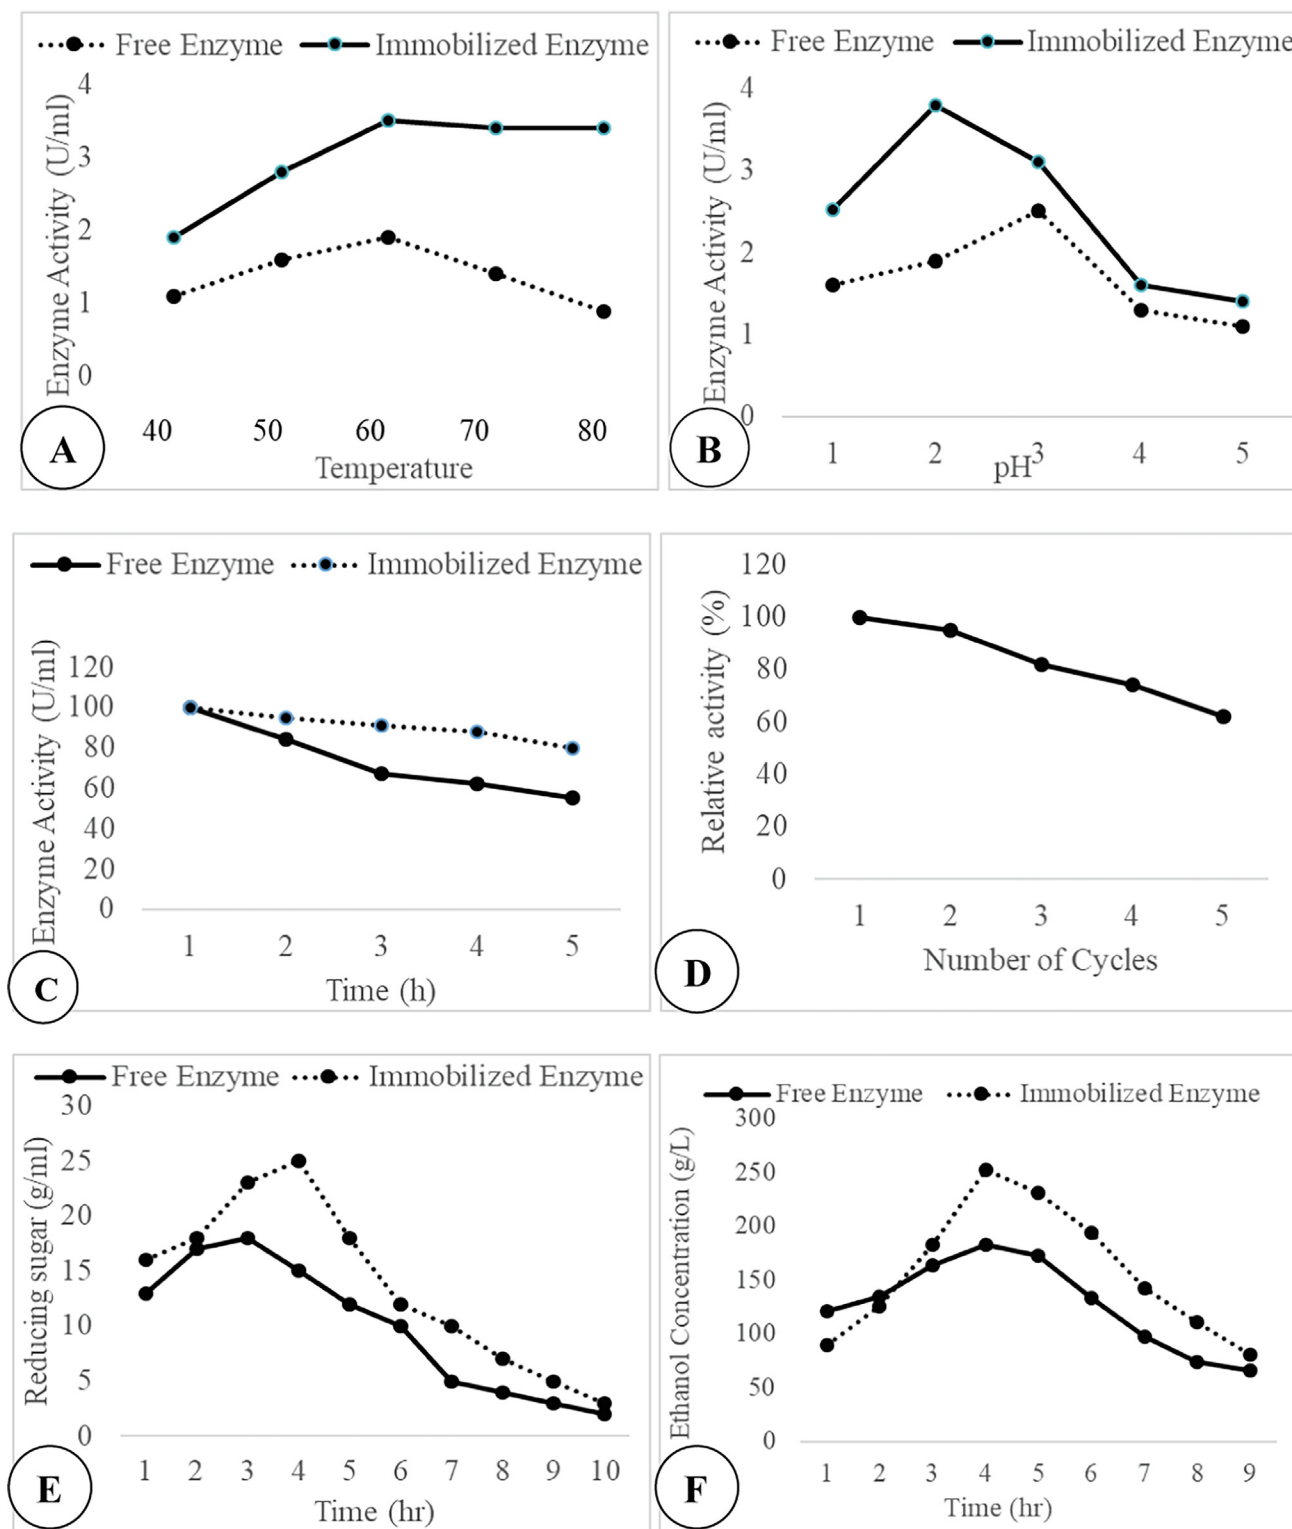 Free Enzyme Immobilized Enzyme
Enzyme Activity (U/ml)
4
3
2
1
0
40 50 60 70 80
Temperature
A
Free Enzyme Immobilized Enzyme
Enzyme Activity (U/ml)
4
3
2
1
0
1 2 3 4 5
pH
B
Free Enzyme Immobilized Enzyme
Enzyme Activity (U/ml)
120
100
80
60
40
20
0
1 2 3 4 5
Time (h)
C
Relative activity (%)
120
100
80
60
40
20
0
1 2 3 4 5
Number of Cycles
D
Free Enzyme Immobilized Enzyme
Reducing sugar (g/ml)
30
25
20
15
10
5
0
1 2 3 4 5 6 7 8 9 10
Time (hr)
E
Free Enzyme Immobilized Enzyme
Ethanol Concentration (g/L)
300
250
200
150
100
50
0
1 2 3 4 5 6 7 8 9
Time (hr)
F